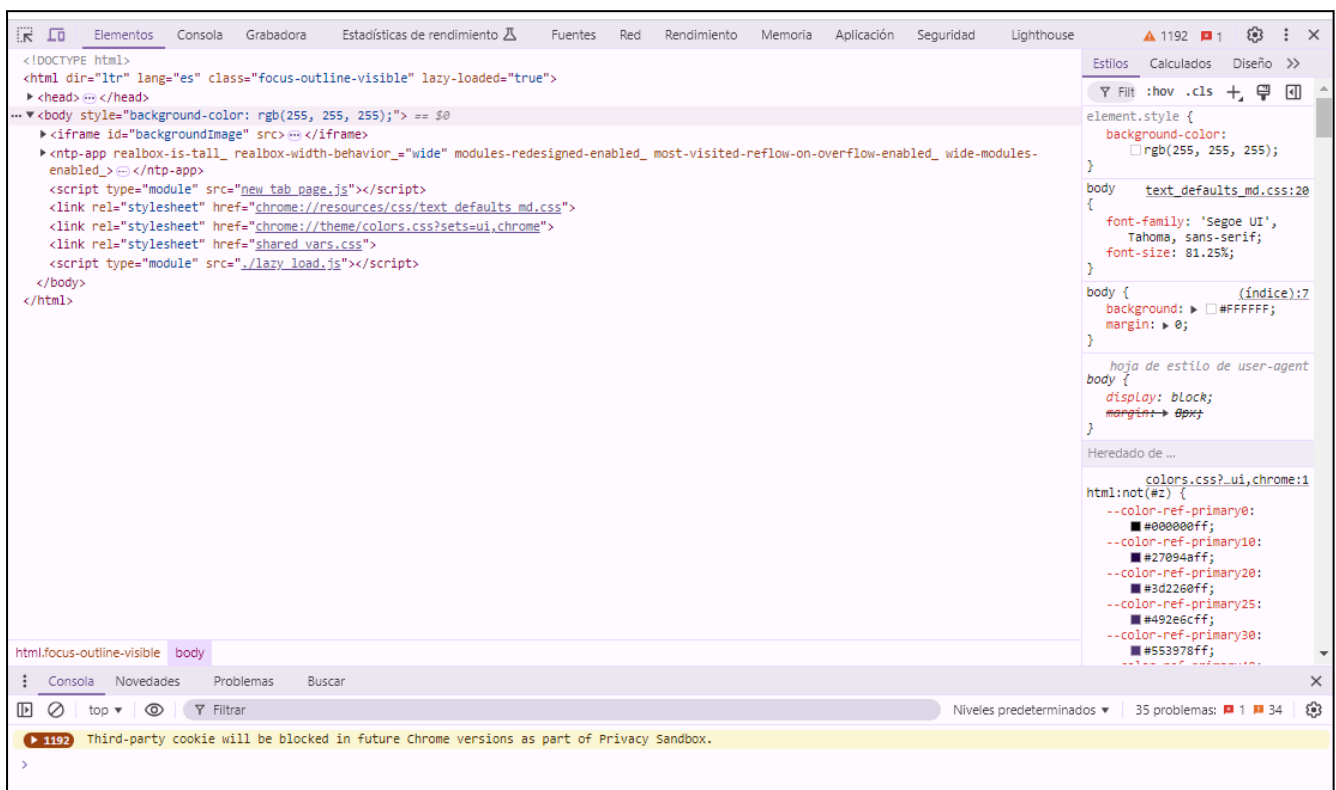 Elementos Consola Grabadora Estadísticas de rendimiento Fuentes Red Rendimiento Memoria Aplicación Seguridad Lighthouse 1192 1
<!DOCTYPE html>
<html dir="ltr" lang="es" class="focus-outline-visible" lazy-loaded="true">
<head> </head>
<body style="background-color: rgb(255, 255, 255);"> == $0
<iframe id="backgroundImage" src> </iframe>
<ntp-app realbox-is-tall_ realbox-width-behavior_="wide" modules-redesigned-enabled_ most-visited-reflow-on-overflow-enabled_ wide-modules-
enabled_> </ntp-app>
<script type="module" src="new_tab_page.js"></script>
<link rel="stylesheet" href="chrome://resources/css/text_defaults_md.css">
<link rel="stylesheet" href="chrome://theme/colors.css?sets=ui,chrome">
<link rel="stylesheet" href="shared_vars.css">
<script type="module" src="./lazy_load.js"></script>
</body>
</html>
html.focus-outline-visible body
Estilos Calculados Diseño
Filt :hov .cls
element.style {
background-color:
rgb(255, 255, 255);
}
body text_defaults_md.css:20
{
font-family: 'Segoe UI',
Tahoma, sans-serif;
font-size: 81.25%;
}
body { (índice):7
background: #FFFFFF;
margin: 0;
}
hoja de estilo de user-agent
body {
display: block;
margin: 8px;
}
Heredado de ...
colors.css?…ui,chrome:1
html:not(#z) {
--color-ref-primary0:
#000000ff;
--color-ref-primary10:
#27094aff;
--color-ref-primary20:
#3d2260ff;
--color-ref-primary25:
#492e6cff;
--color-ref-primary30:
#553978ff;
Consola Novedades Problemas Buscar
top Filtrar Niveles predeterminados 35 problemas: 1 34
1192 Third-party cookie will be blocked in future Chrome versions as part of Privacy Sandbox.
>